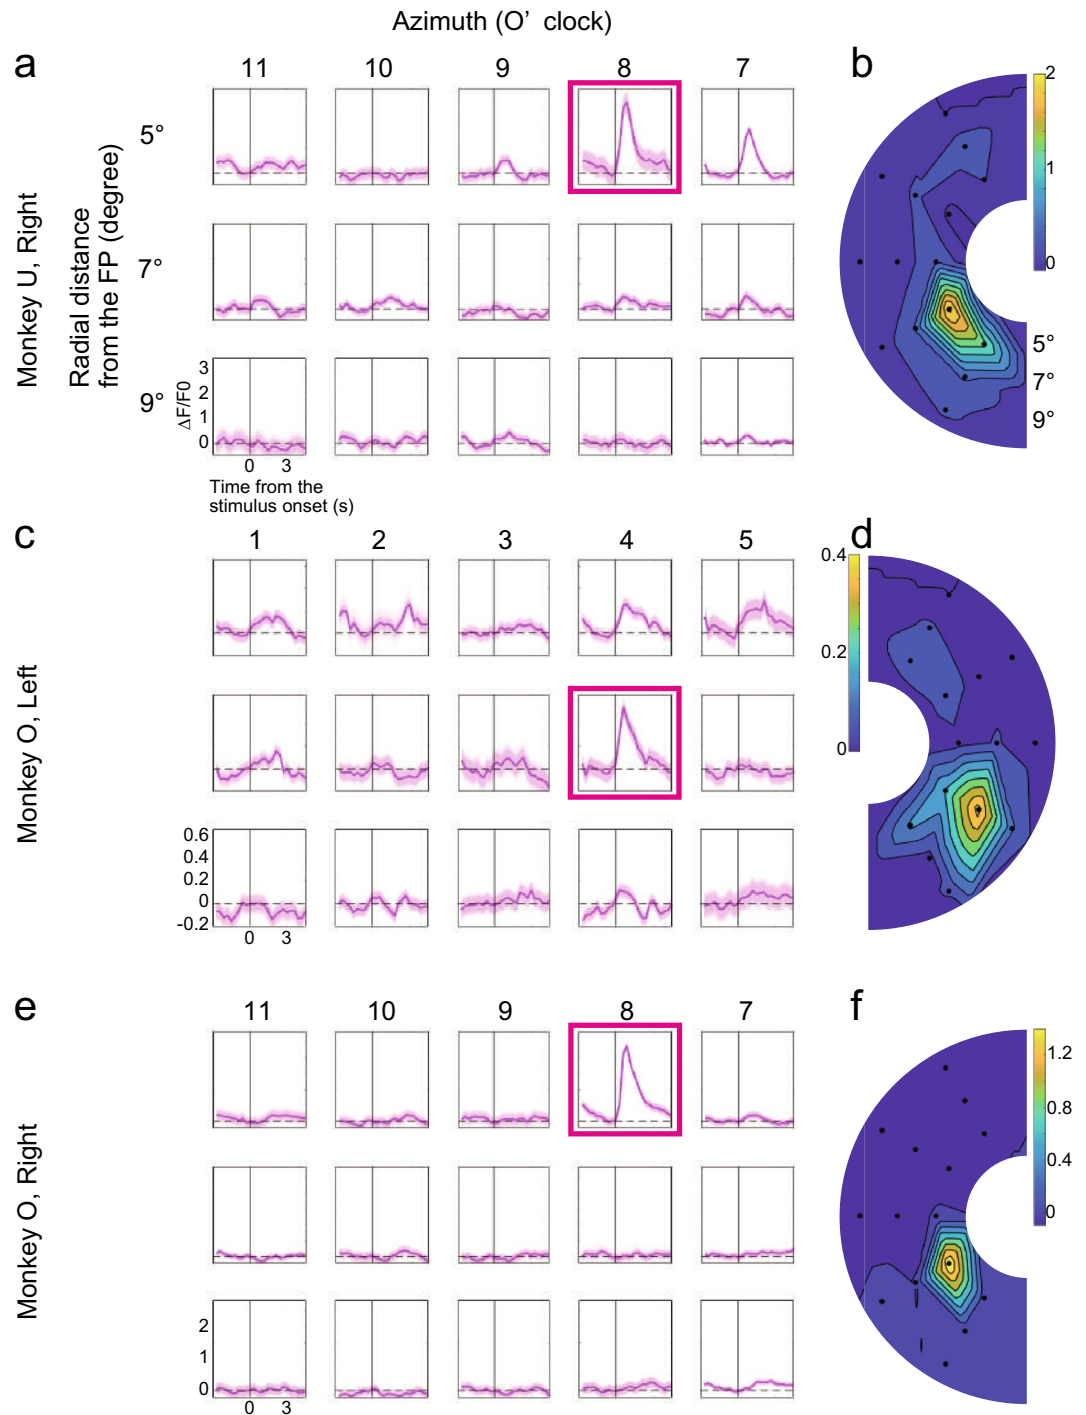 Azimuth (O' clock)
a
11 10 9 8 7
b
Monkey U, Right
Radial distance
from the FP (degree)
5°
7°
9°
ΔF/F0
3
2
1
0
0 3
Time from the
stimulus onset (s)
2
1
0
5°
7°
9°
c
1 2 3 4 5
d
Monkey O, Left
0.6
0.4
0.2
0
-0.2
0 3
0.4
0.2
0
e
11 10 9 8 7
f
Monkey O, Right
2
1
0
0 3
1.2
0.8
0.4
0